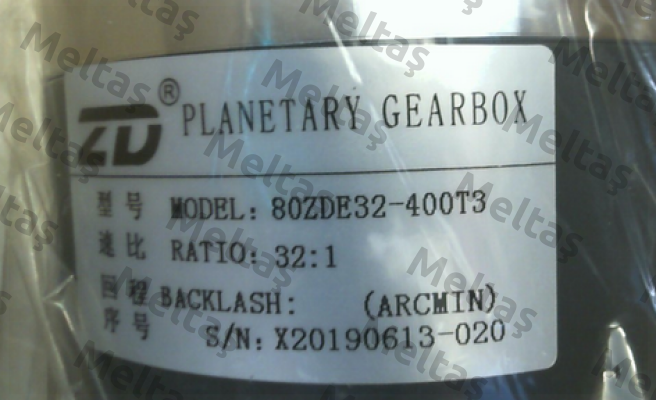 ZD® PLANETARY GEARBOX
型号 MODEL: 80ZDE32-400T3
速比 RATIO: 32:1
回程 BACKLASH: (ARCMIN)
序号 S/N: X20190613-020
Meltaş